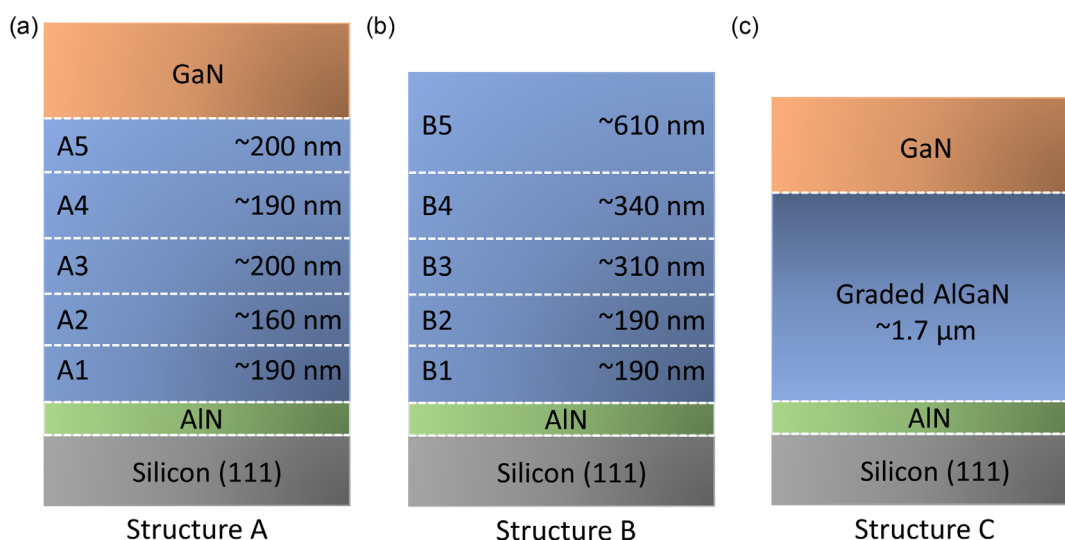 (a)
GaN
A5 ~200 nm
A4 ~190 nm
A3 ~200 nm
A2 ~160 nm
A1 ~190 nm
AlN
Silicon (111)
Structure A
(b)
B5 ~610 nm
B4 ~340 nm
B3 ~310 nm
B2 ~190 nm
B1 ~190 nm
AlN
Silicon (111)
Structure B
(c)
GaN
Graded AlGaN
~1.7 μm
AlN
Silicon (111)
Structure C